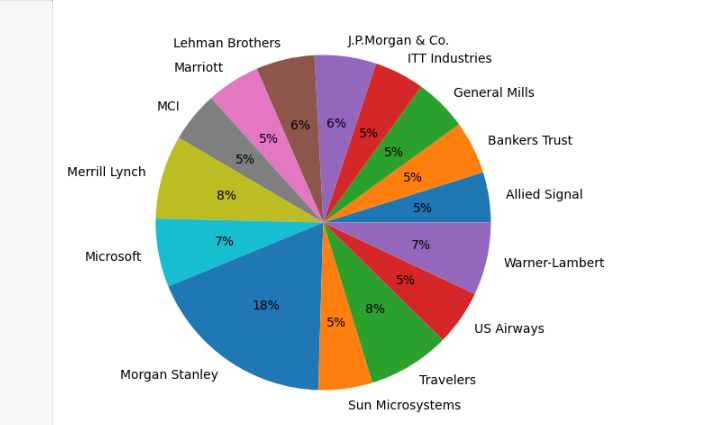 J.P.Morgan & Co.
Lehman Brothers
ITT Industries
Marriott
General Mills
MCI
6%
6%
5%
5%
Bankers Trust
5%
5%
Merrill Lynch
5%
Allied Signal
8%
5%
Microsoft
7%
7%
Warner-Lambert
5%
18%
8%
5%
US Airways
Morgan Stanley
Travelers
Sun Microsystems